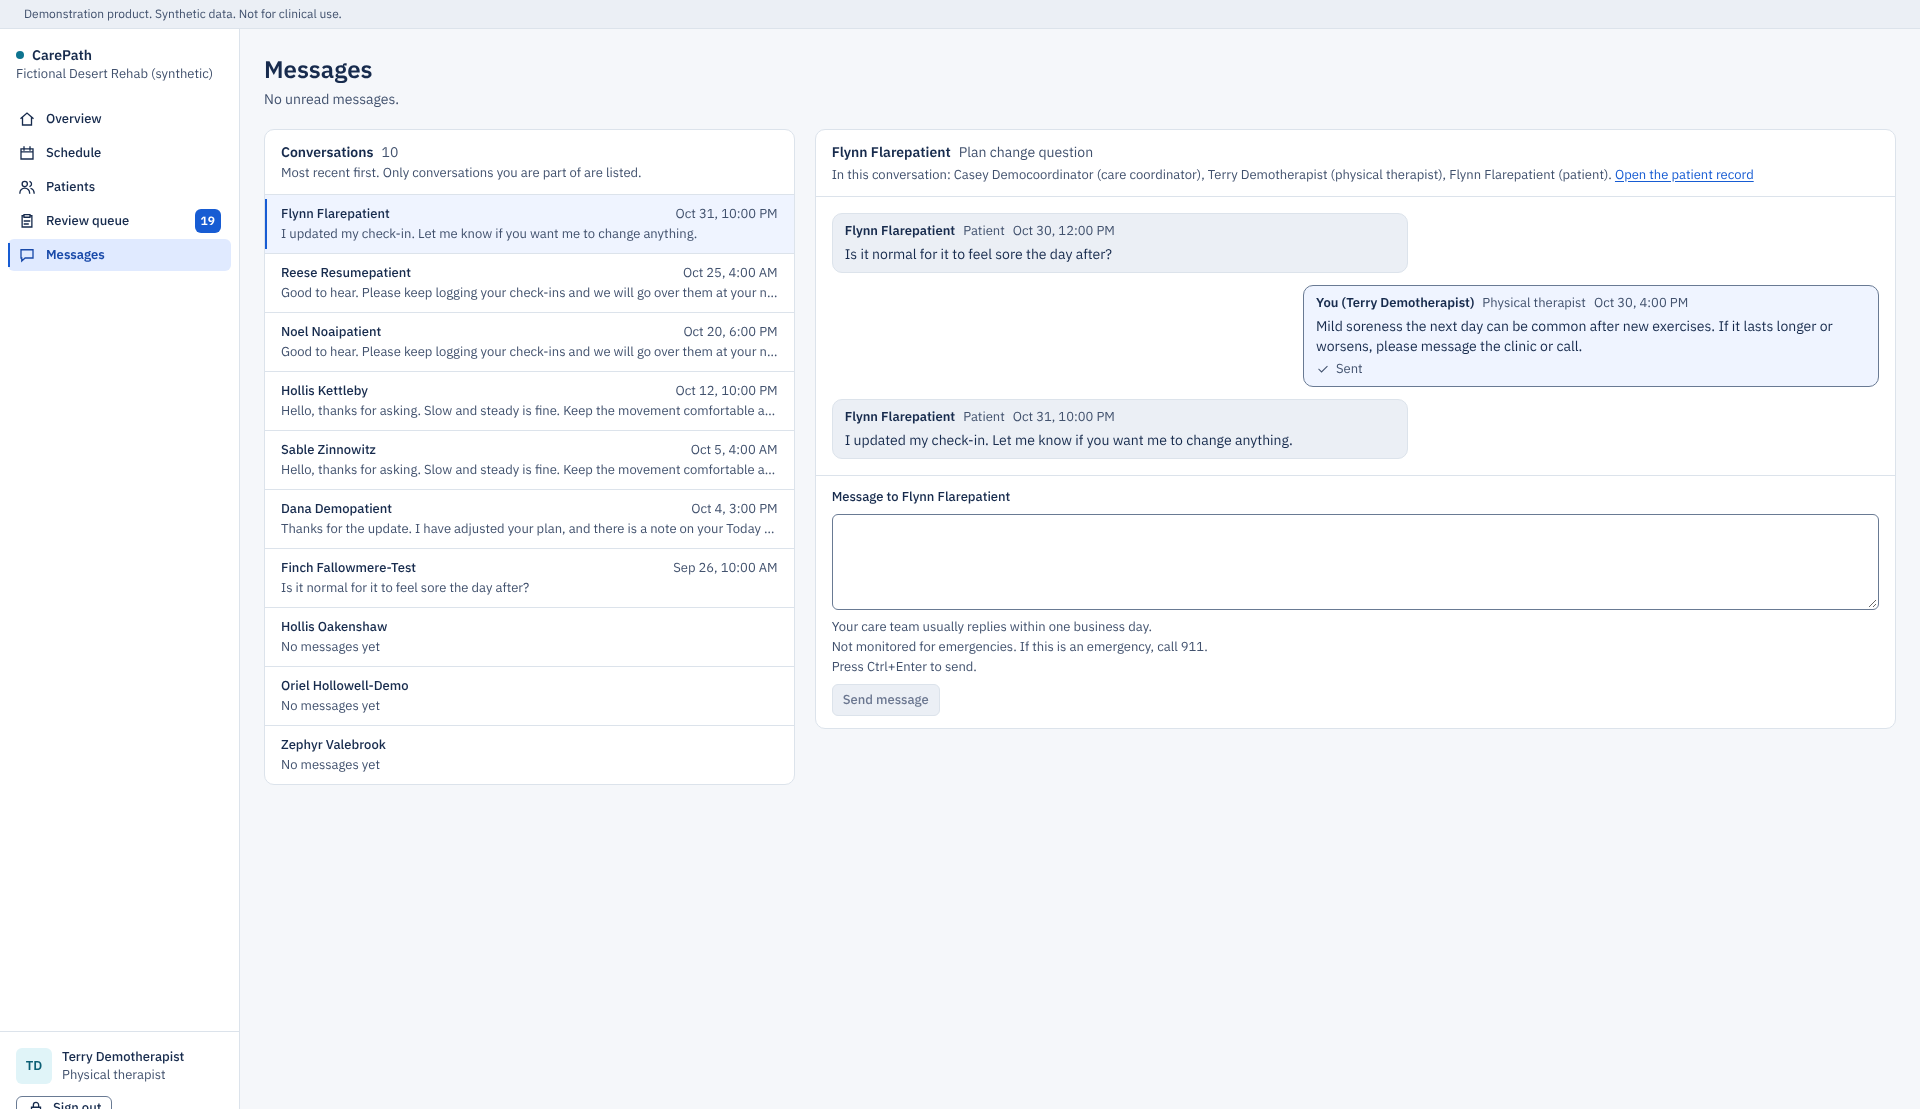 Demonstration product. Synthetic data. Not for clinical use.
CarePath
Fictional Desert Rehab (synthetic)
Overview
Schedule
Patients
Review queue 19
Messages
Messages
No unread messages.
Conversations 10
Most recent first. Only conversations you are part of are listed.
Flynn Flarepatient Oct 31, 10:00 PM
I updated my check-in. Let me know if you want me to change anything.
Reese Resumepatient Oct 25, 4:00 AM
Good to hear. Please keep logging your check-ins and we will go over them at your n...
Noel Noaipatient Oct 20, 6:00 PM
Good to hear. Please keep logging your check-ins and we will go over them at your n...
Hollis Kettleby Oct 12, 10:00 PM
Hello, thanks for asking. Slow and steady is fine. Keep the movement comfortable a...
Sable Zinnowitz Oct 5, 4:00 AM
Hello, thanks for asking. Slow and steady is fine. Keep the movement comfortable a...
Dana Demopatient Oct 4, 3:00 PM
Thanks for the update. I have adjusted your plan, and there is a note on your Today ...
Finch Fallowmere-Test Sep 26, 10:00 AM
Is it normal for it to feel sore the day after?
Hollis Oakenshaw
No messages yet
Oriel Hollowell-Demo
No messages yet
Zephyr Valebrook
No messages yet
Flynn Flarepatient Plan change question
In this conversation: Casey Democoordinator (care coordinator), Terry Demotherapist (physical therapist), Flynn Flarepatient (patient). Open the patient record
Flynn Flarepatient Patient Oct 30, 12:00 PM
Is it normal for it to feel sore the day after?
You (Terry Demotherapist) Physical therapist Oct 30, 4:00 PM
Mild soreness the next day can be common after new exercises. If it lasts longer or
worsens, please message the clinic or call.
Sent
Flynn Flarepatient Patient Oct 31, 10:00 PM
I updated my check-in. Let me know if you want me to change anything.
Message to Flynn Flarepatient
Your care team usually replies within one business day.
Not monitored for emergencies. If this is an emergency, call 911.
Press Ctrl+Enter to send.
Send message
TD
Terry Demotherapist
Physical therapist
Sign out